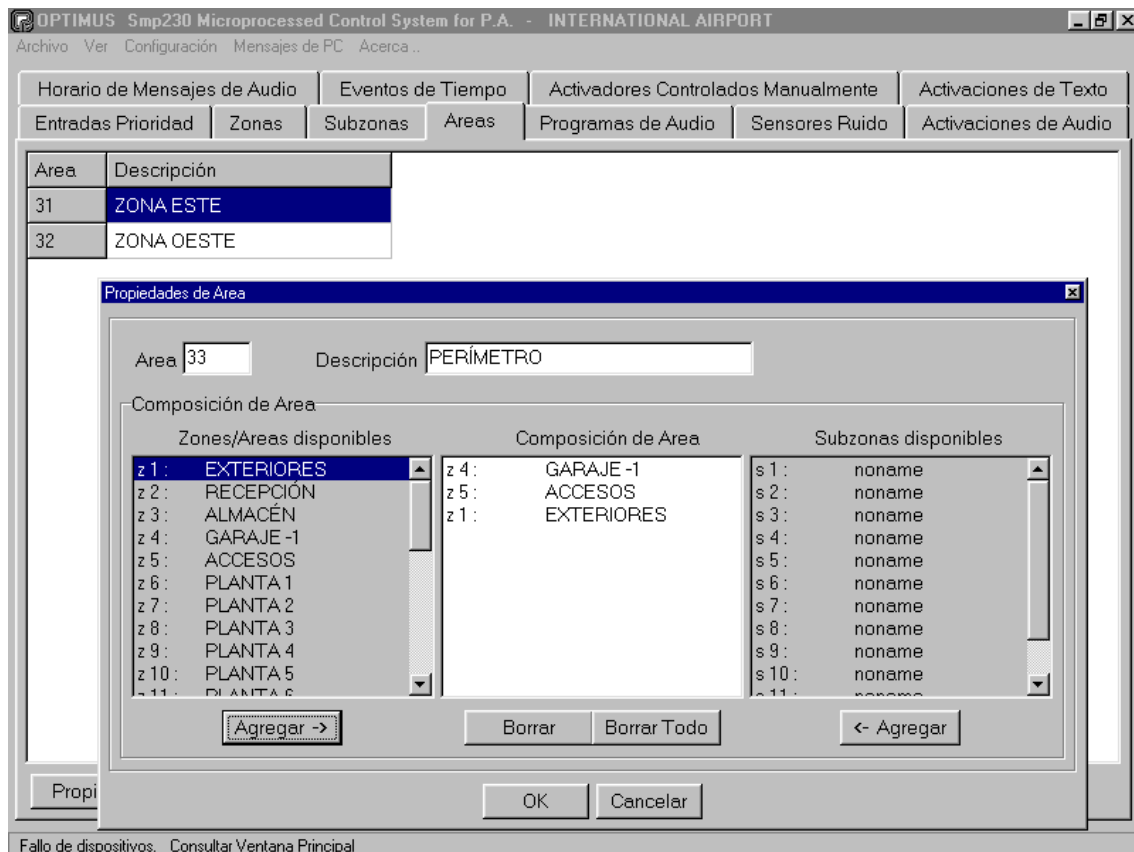 OPTIMUS Smp230 Microprocessed Control System for P.A. - INTERNATIONAL AIRPORT
Archivo Ver Configuración Mensajes de PC Acerca ..
Horario de Mensajes de Audio Eventos de Tiempo Activadores Controlados Manualmente Activaciones de Texto
Entradas Prioridad Zonas Subzonas Areas Programas de Audio Sensores Ruido Activaciones de Audio
Area Descripción
31 ZONA ESTE
32 ZONA OESTE
Propiedades de Area
Area 33 Descripción PERÍMETRO
Composición de Area
Zones/Areas disponibles Composición de Area Subzonas disponibles
z 1 : EXTERIORES z 4 : GARAJE -1 s 1 : noname
z 2 : RECEPCIÓN z 5 : ACCESOS s 2 : noname
z 3 : ALMACÉN z 1 : EXTERIORES s 3 : noname
z 4 : GARAJE -1 s 4 : noname
z 5 : ACCESOS s 5 : noname
z 6 : PLANTA 1 s 6 : noname
z 7 : PLANTA 2 s 7 : noname
z 8 : PLANTA 3 s 8 : noname
z 9 : PLANTA 4 s 9 : noname
z 10 : PLANTA 5 s 10 : noname
z 11 : PLANTA 6 s 11 : noname
Agregar -> Borrar Borrar Todo <- Agregar
Propi
OK Cancelar
Fallo de dispositivos. Consultar Ventana Principal